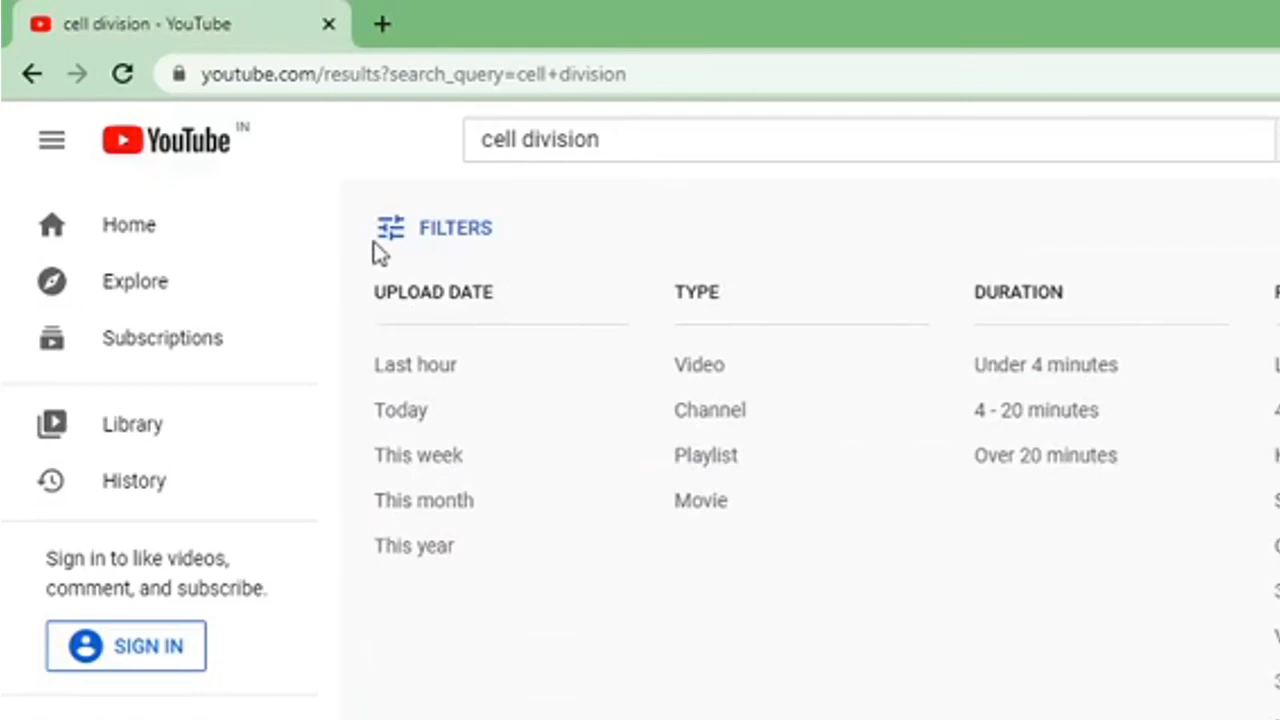 cell division - YouTube
youtube.com/results?search_query=cell+division
YouTube IN
cell division
Home
Explore
Subscriptions
Library
History
Sign in to like videos,
comment, and subscribe.
SIGN IN
FILTERS
UPLOAD DATE
Last hour
Today
This week
This month
This year
TYPE
Video
Channel
Playlist
Movie
DURATION
Under 4 minutes
4 - 20 minutes
Over 20 minutes